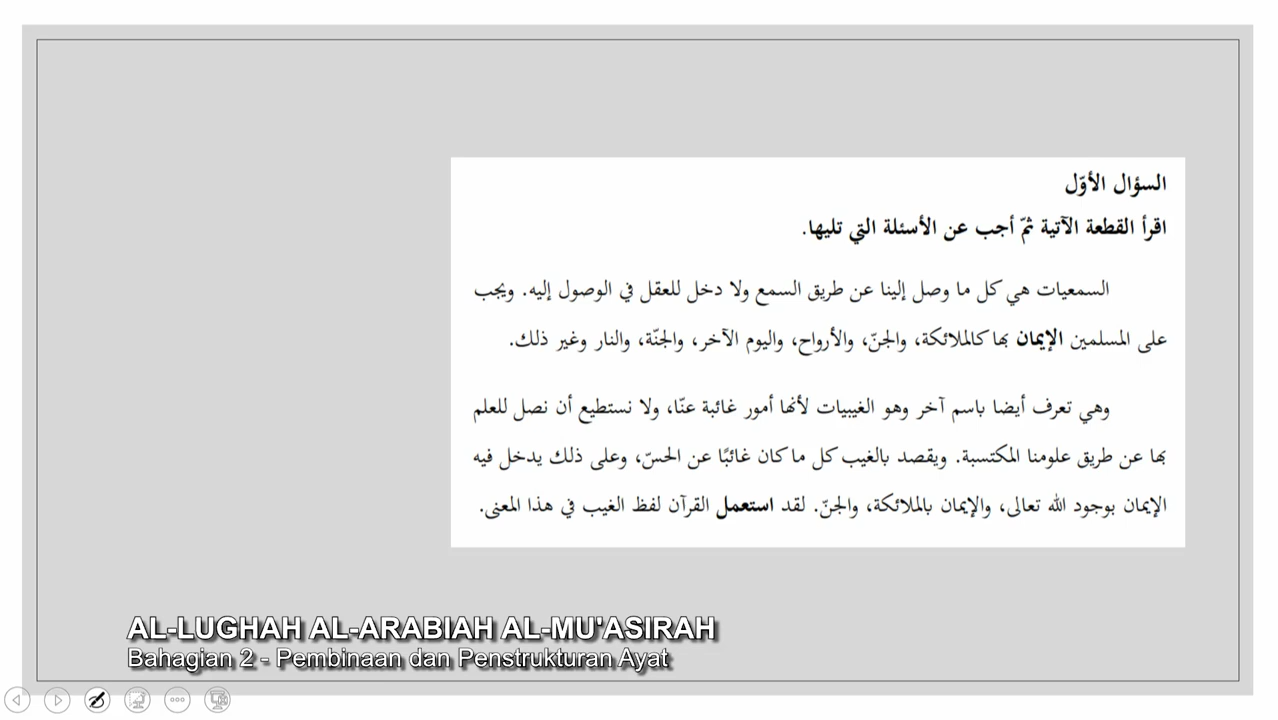 السؤال الأوّل
اقرأ القطعة الآتية ثمّ أجب عن الأسئلة التي تليها.
السمعيات هي كل ما وصل إلينا عن طريق السمع ولا دخل للعقل في الوصول إليه. ويجب
على المسلمين الإيمان بها كالملائكة، والجنّ، والأرواح، واليوم الآخر، والجنّة، والنار وغير ذلك.
وهي تعرف أيضا باسم آخر وهو الغيبيات لأنها أمور غائبة عنّا، ولا نستطيع أن نصل للعلم
بها عن طريق علومنا المكتسبة. ويقصد بالغيب كل ما كان غائبًا عن الحسّ، وعلى ذلك يدخل فيه
الإيمان بوجود الله تعالى، والإيمان بالملائكة، والجنّ. لقد استعمل القرآن لفظ الغيب في هذا المعنى.
AL-LUGHAH AL-ARABIAH AL-MU'ASIRAH
Bahagian 2 - Pembinaan dan Penstrukturan Ayat